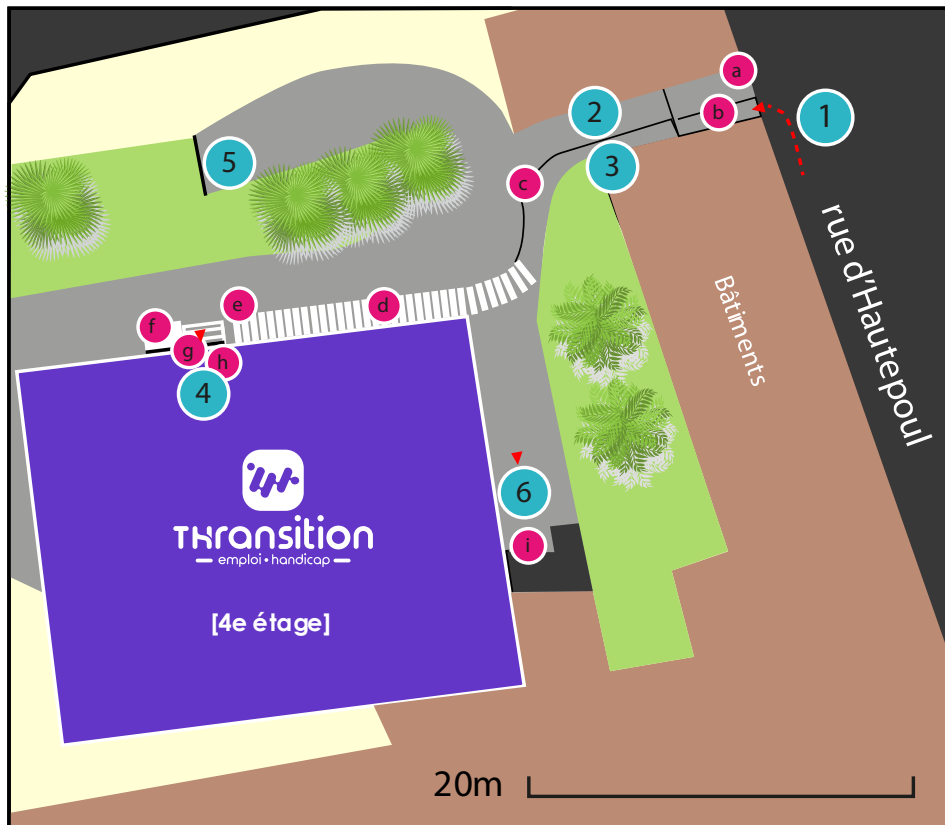 a
b
1
2
3
5
c
rue d'Hautepoul
Bâtiments
e
d
f
g
h
4
6
i
THransition
emploi • handicap
[4e étage]
20m